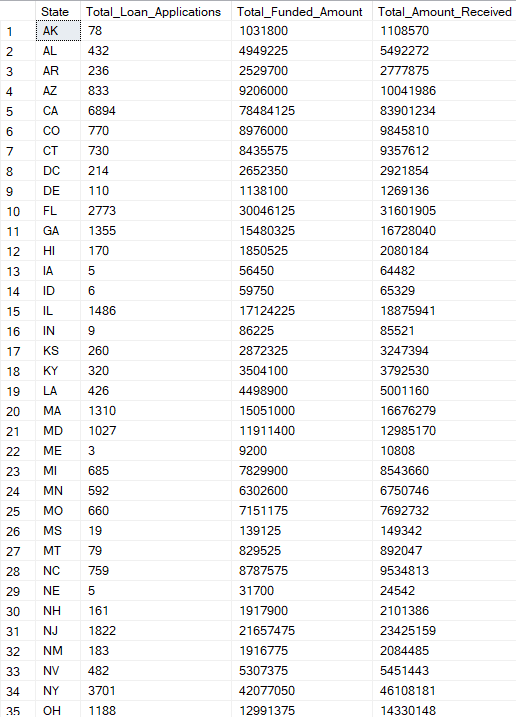 State Total_Loan_Applications Total_Funded_Amount Total_Amount_Received
1 AK 78 1031800 1108570
2 AL 432 4949225 5492272
3 AR 236 2529700 2777875
4 AZ 833 9206000 10041986
5 CA 6894 78484125 83901234
6 CO 770 8976000 9845810
7 CT 730 8435575 9357612
8 DC 214 2652350 2921854
9 DE 110 1138100 1269136
10 FL 2773 30046125 31601905
11 GA 1355 15480325 16728040
12 HI 170 1850525 2080184
13 IA 5 56450 64482
14 ID 6 59750 65329
15 IL 1486 17124225 18875941
16 IN 9 86225 85521
17 KS 260 2872325 3247394
18 KY 320 3504100 3792530
19 LA 426 4498900 5001160
20 MA 1310 15051000 16676279
21 MD 1027 11911400 12985170
22 ME 3 9200 10808
23 MI 685 7829900 8543660
24 MN 592 6302600 6750746
25 MO 660 7151175 7692732
26 MS 19 139125 149342
27 MT 79 829525 892047
28 NC 759 8787575 9534813
29 NE 5 31700 24542
30 NH 161 1917900 2101386
31 NJ 1822 21657475 23425159
32 NM 183 1916775 2084485
33 NV 482 5307375 5451443
34 NY 3701 42077050 46108181
35 OH 1188 12991375 14330148